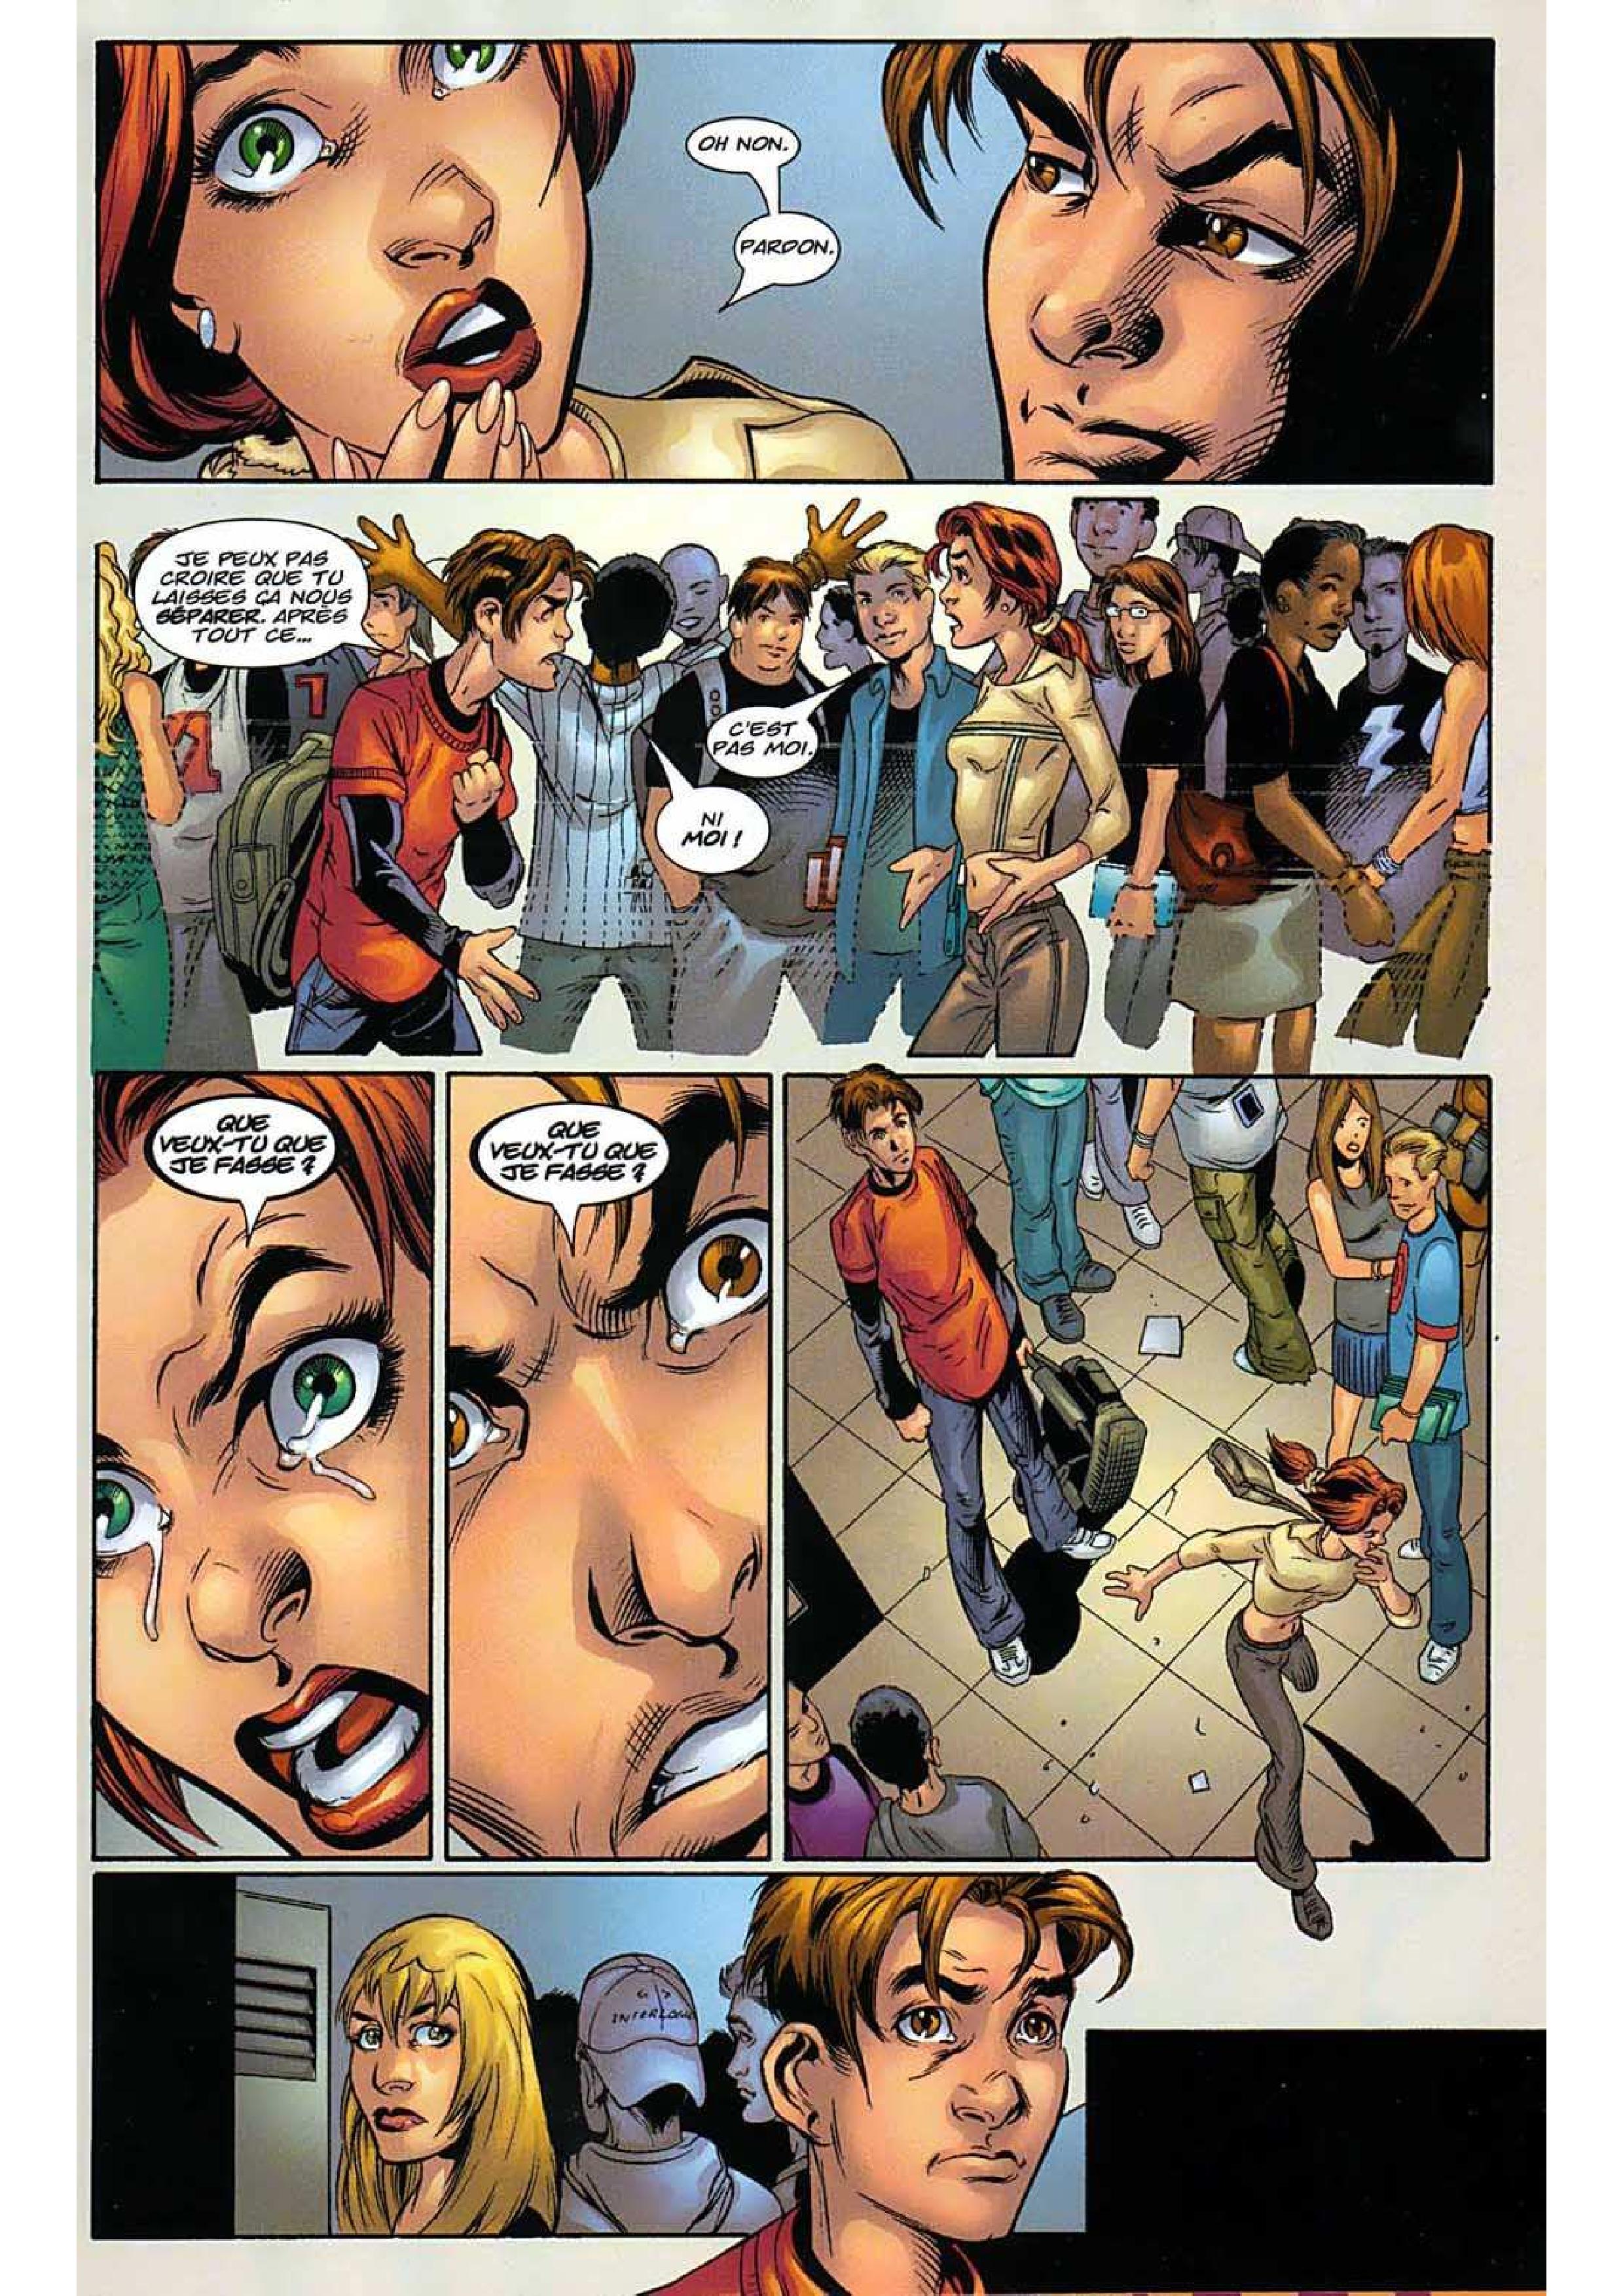 OH NON.
PARDON.
JE PEUX PAS
CROIRE QUE TU
LAISSES ÇA NOUS
SÉPARER. APRÈS
TOUT CE...
C'EST
PAS MOI.
NI
MOI !
7
QUE
VEUX-TU QUE
JE FASSE ?
QUE
VEUX-TU QUE
JE FASSE ?